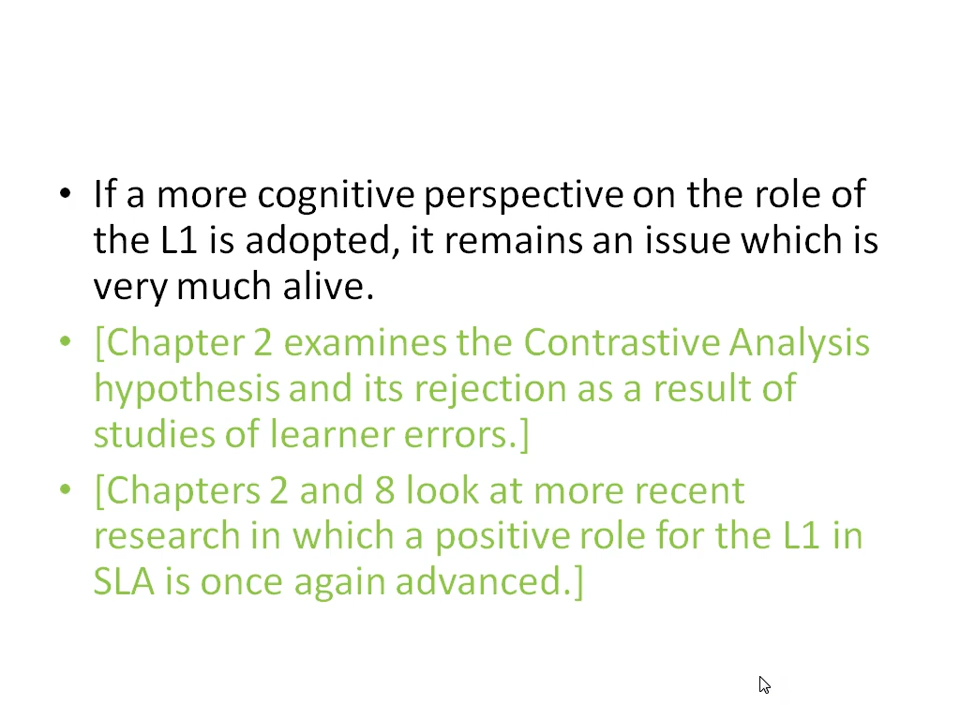 • If a more cognitive perspective on the role of
the L1 is adopted, it remains an issue which is
very much alive.
• [Chapter 2 examines the Contrastive Analysis
hypothesis and its rejection as a result of
studies of learner errors.]
• [Chapters 2 and 8 look at more recent
research in which a positive role for the L1 in
SLA is once again advanced.]